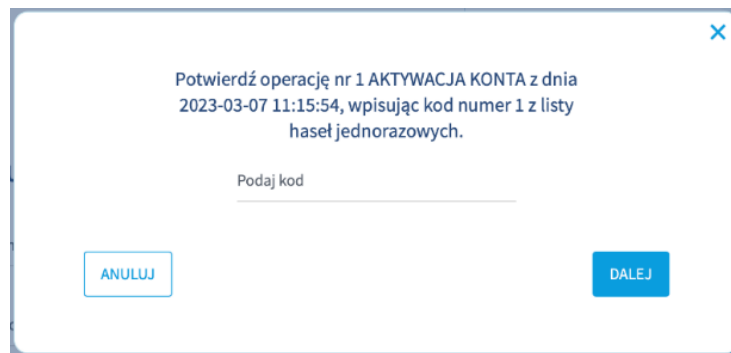 Potwierdź operację nr 1 AKTYWACJA KONTA z dnia
2023-03-07 11:15:54, wpisując kod numer 1 z listy
haseł jednorazowych.
Podaj kod
ANULUJ
DALEJ